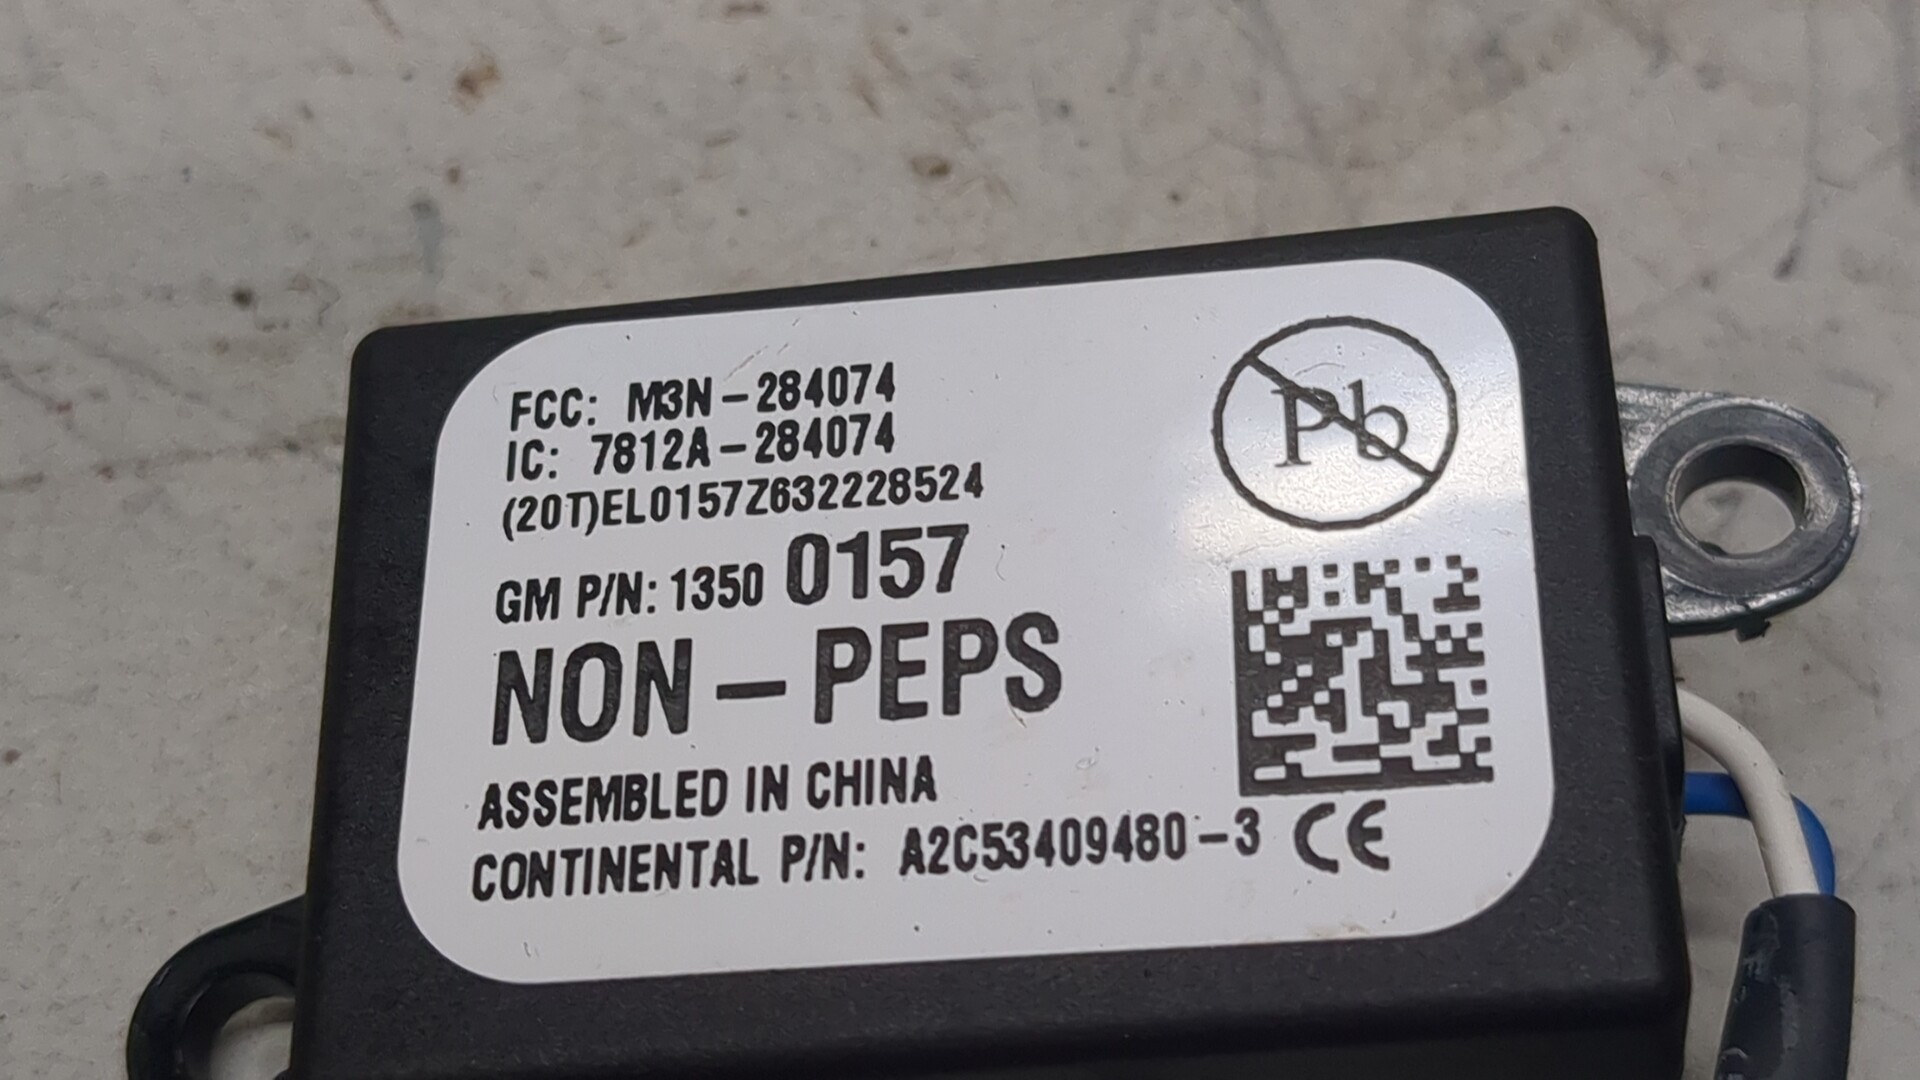 FCC: M3N-284074
IC: 7812A-284074
(20T)EL0157Z632228524
GM P/N: 1350 0157
NON-PEPS
ASSEMBLED IN CHINA
CONTINENTAL P/N: A2C53409480-3 CE
Pb